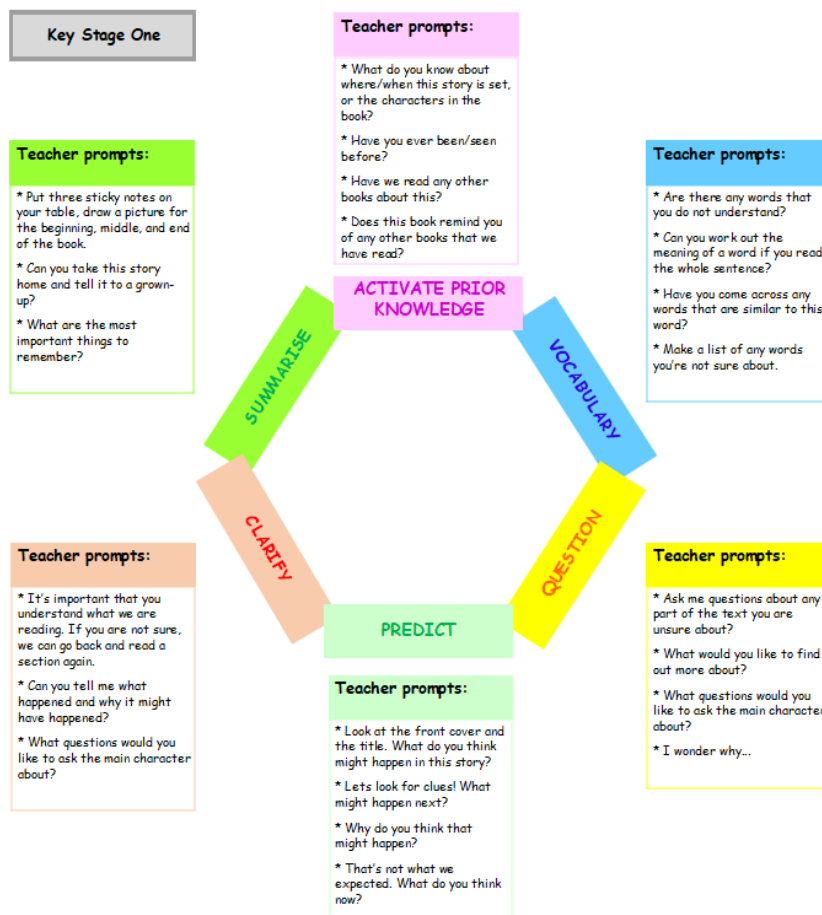 Key Stage One
Teacher prompts:
* What do you know about
where/when this story is set,
or the characters in the
book?
* Have you ever been/seen
before?
* Have we read any other
books about this?
* Does this book remind you
of any other books that we
have read?
Teacher prompts:
* Put three sticky notes on
your table, draw a picture for
the beginning, middle, and end
of the book.
* Can you take this story
home and tell it to a grown-
up?
* What are the most
important things to
remember?
Teacher prompts:
* Are there any words that
you do not understand?
* Can you work out the
meaning of a word if you read
the whole sentence?
* Have you come across any
words that are similar to this
word?
* Make a list of any words
you're not sure about.
ACTIVATE PRIOR
KNOWLEDGE
SUMMARISE
VOCABULARY
CLARIFY
QUESTION
PREDICT
Teacher prompts:
* It's important that you
understand what we are
reading. If you are not sure,
we can go back and read a
section again.
* Can you tell me what
happened and why it might
have happened?
* What questions would you
like to ask the main character
about?
Teacher prompts:
* Ask me questions about any
part of the text you are
unsure about?
* What would you like to find
out more about?
* What questions would you
like to ask the main character
about?
* I wonder why...
Teacher prompts:
* Look at the front cover and
the title. What do you think
might happen in this story?
* Lets look for clues! What
might happen next?
* Why do you think that
might happen?
* That's not what we
expected. What do you think
now?